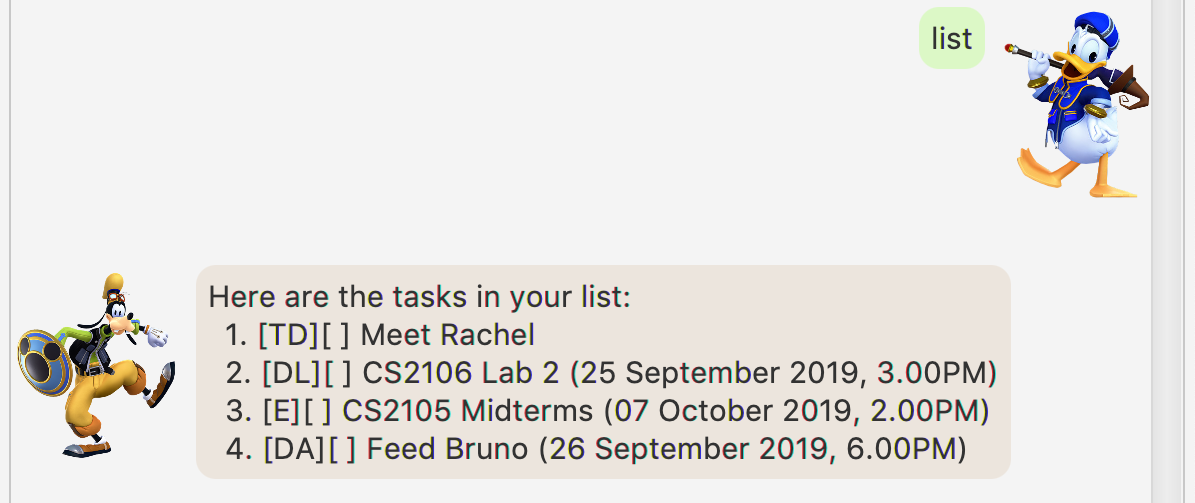 list
Here are the tasks in your list:
1. [TD][ ] Meet Rachel
2. [DL][ ] CS2106 Lab 2 (25 September 2019, 3.00PM)
3. [E][ ] CS2105 Midterms (07 October 2019, 2.00PM)
4. [DA][ ] Feed Bruno (26 September 2019, 6.00PM)